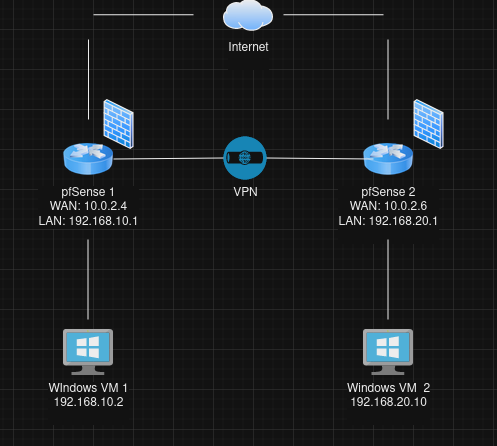 Internet
VPN
pfSense 1
WAN: 10.0.2.4
LAN: 192.168.10.1
pfSense 2
WAN: 10.0.2.6
LAN: 192.168.20.1
WIndows VM 1
192.168.10.2
Windows VM  2
192.168.20.10